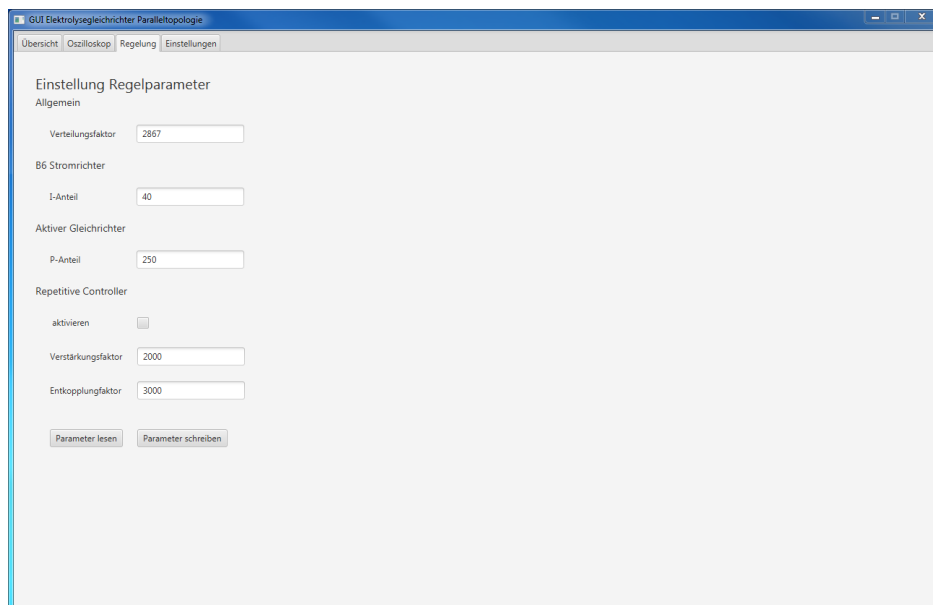 GUI Elektrolysegleichrichter Paralleltopologie
Übersicht Oszilloskop Regelung Einstellungen
Einstellung Regelparameter
Allgemein
Verteilungsfaktor 2867
B6 Stromrichter
I-Anteil 40
Aktiver Gleichrichter
P-Anteil 250
Repetitive Controller
aktivieren
Verstärkungsfaktor 2000
Entkopplungfaktor 3000
Parameter lesen Parameter schreiben